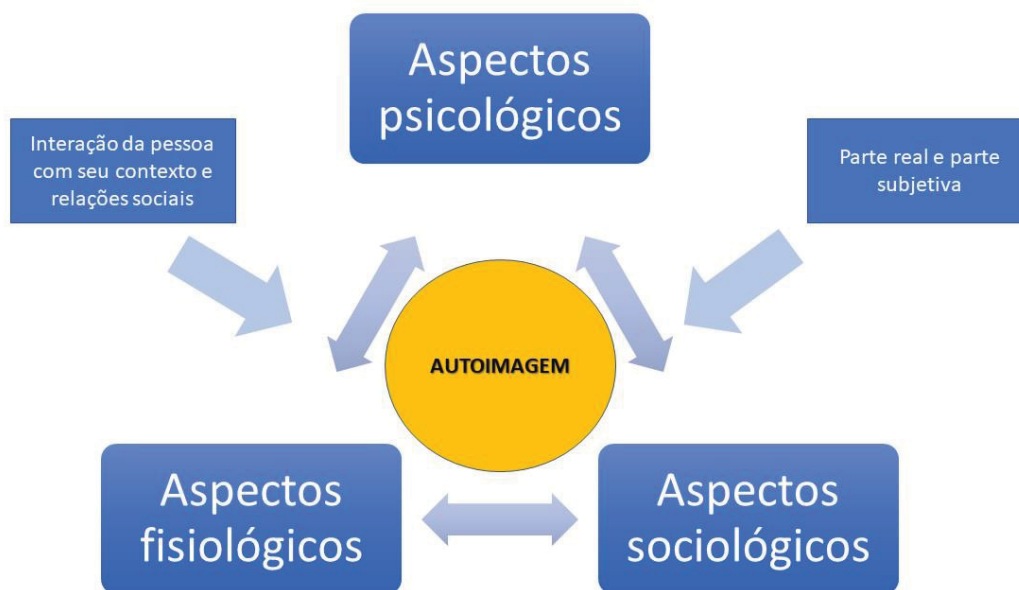 Aspectos
psicológicos
Interação da pessoa
com seu contexto e
relações sociais
Parte real e parte
subjetiva
AUTOIMAGEM
Aspectos
fisiológicos
Aspectos
sociológicos